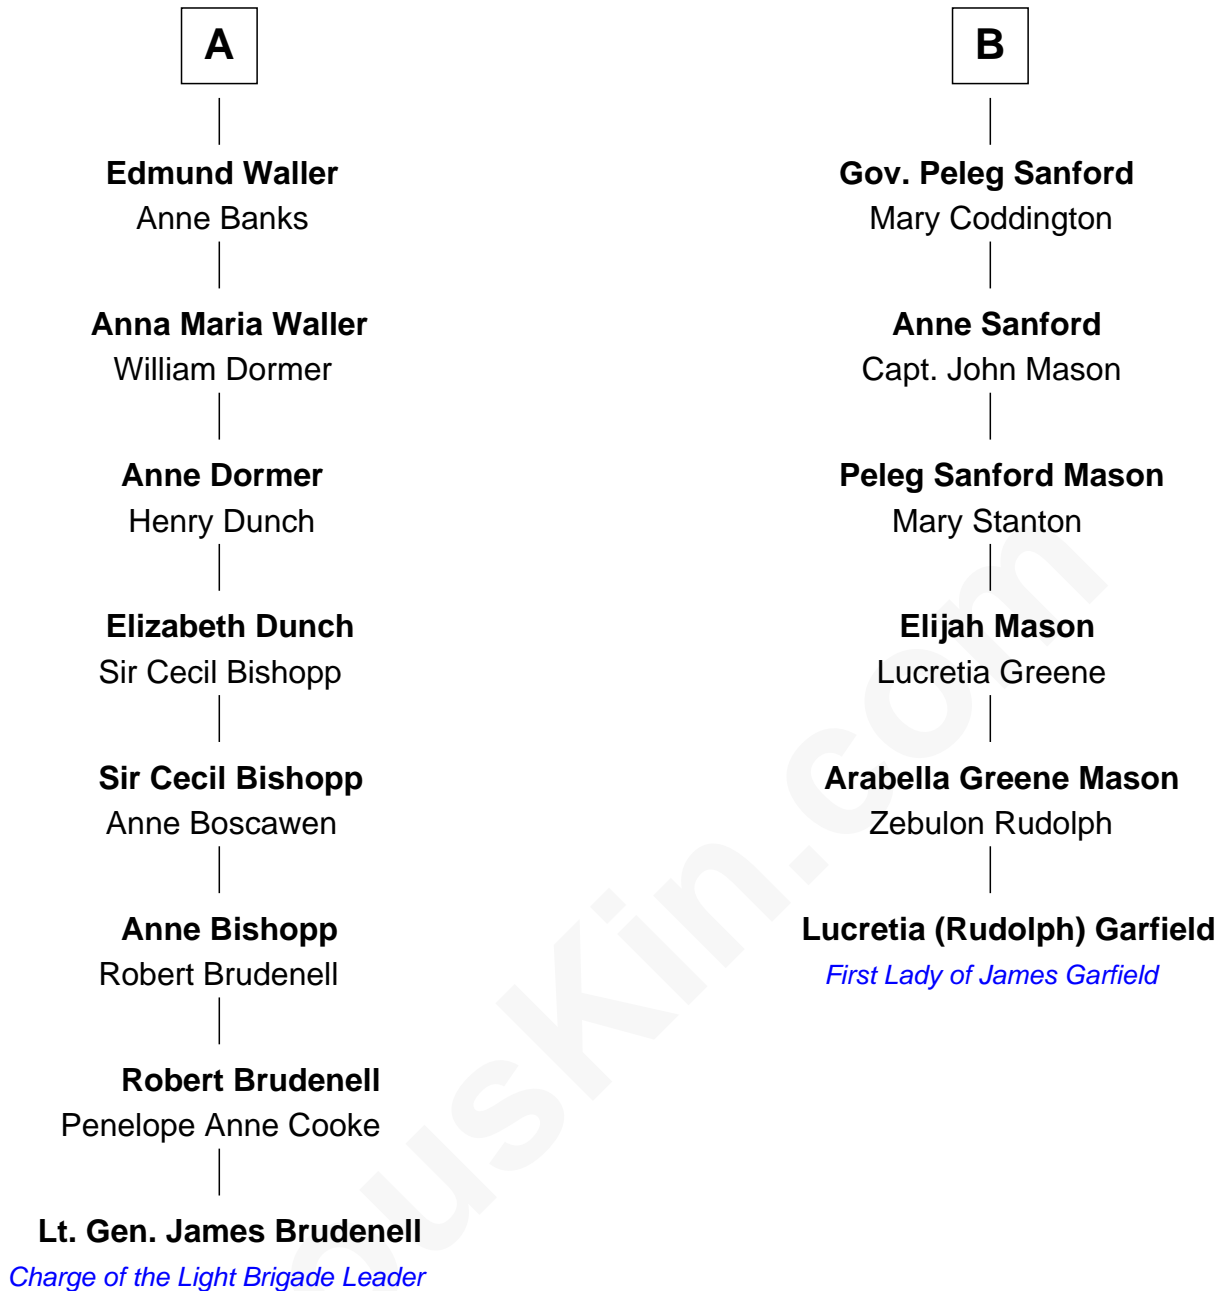 A
Edmund Waller
Anne Banks
Anna Maria Waller
William Dormer
Anne Dormer
Henry Dunch
Elizabeth Dunch
Sir Cecil Bishopp
Sir Cecil Bishopp
Anne Boscawen
Anne Bishopp
Robert Brudenell
Robert Brudenell
Penelope Anne Cooke
Lt. Gen. James Brudenell
Charge of the Light Brigade Leader
B
Gov. Peleg Sanford
Mary Coddington
Anne Sanford
Capt. John Mason
Peleg Sanford Mason
Mary Stanton
Elijah Mason
Lucretia Greene
Arabella Greene Mason
Zebulon Rudolph
Lucretia (Rudolph) Garfield
First Lady of James Garfield
ousKin.com